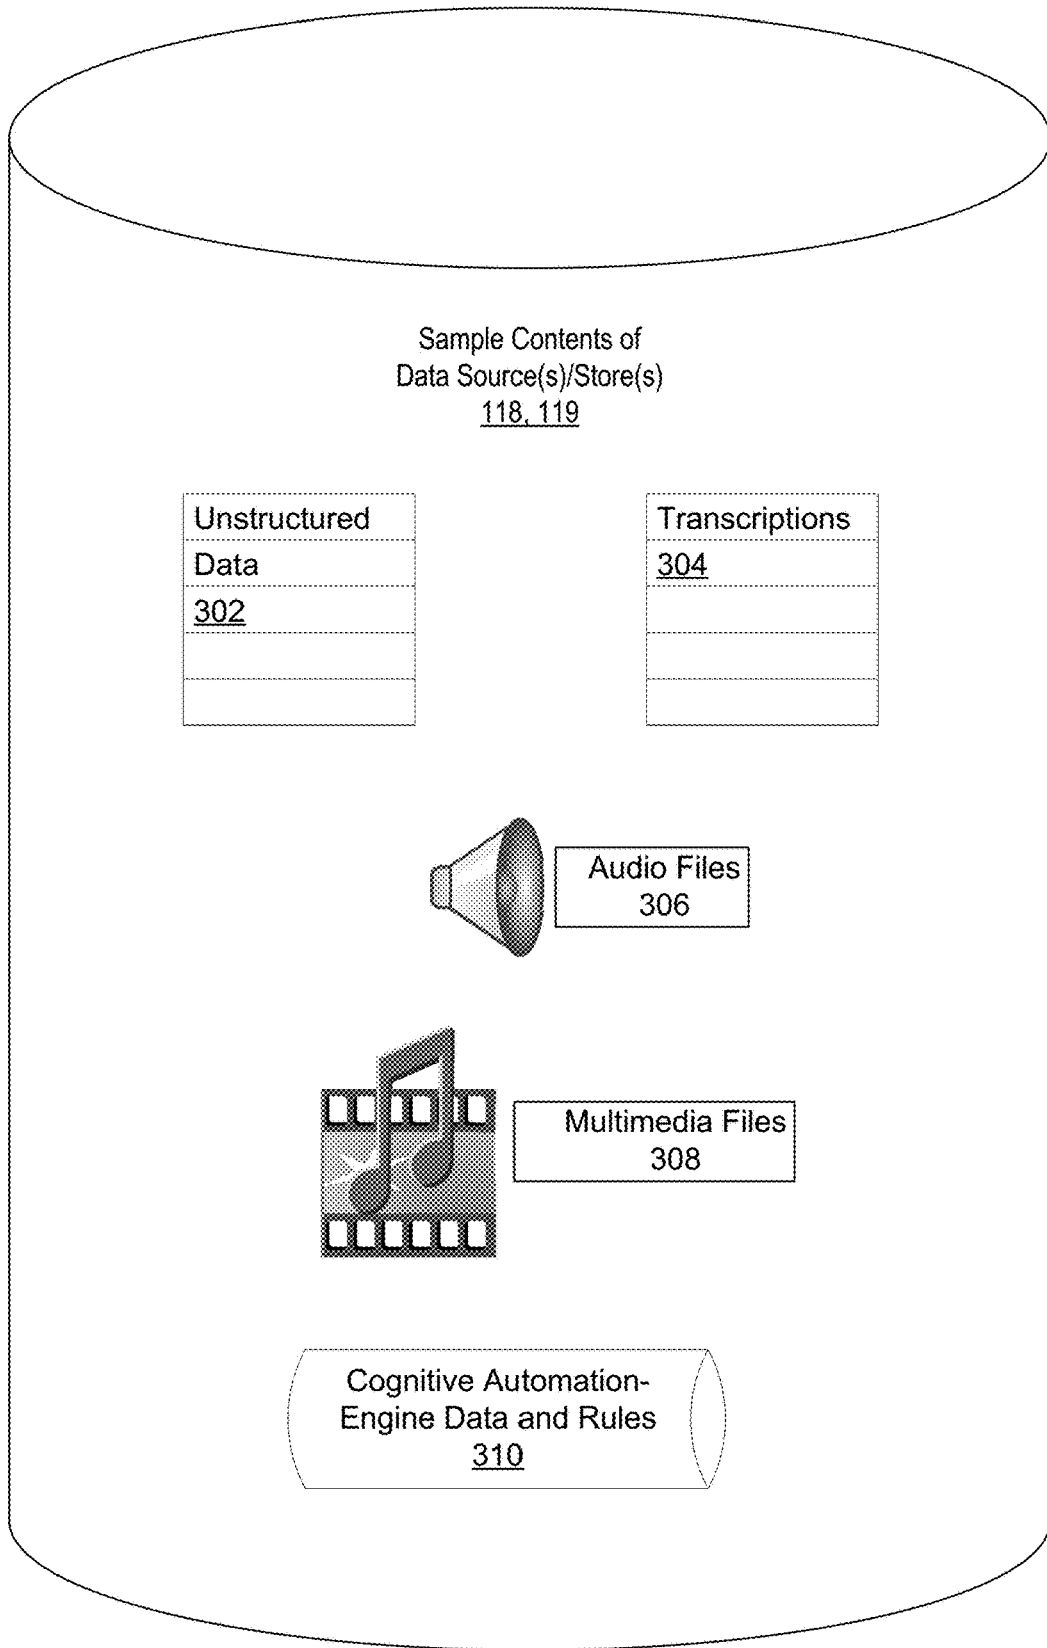 Sample Contents of
Data Source(s)/Store(s)
118, 119
Unstructured
Data
302
Transcriptions
304
Audio Files
306
Multimedia Files
308
Cognitive Automation-
Engine Data and Rules
310